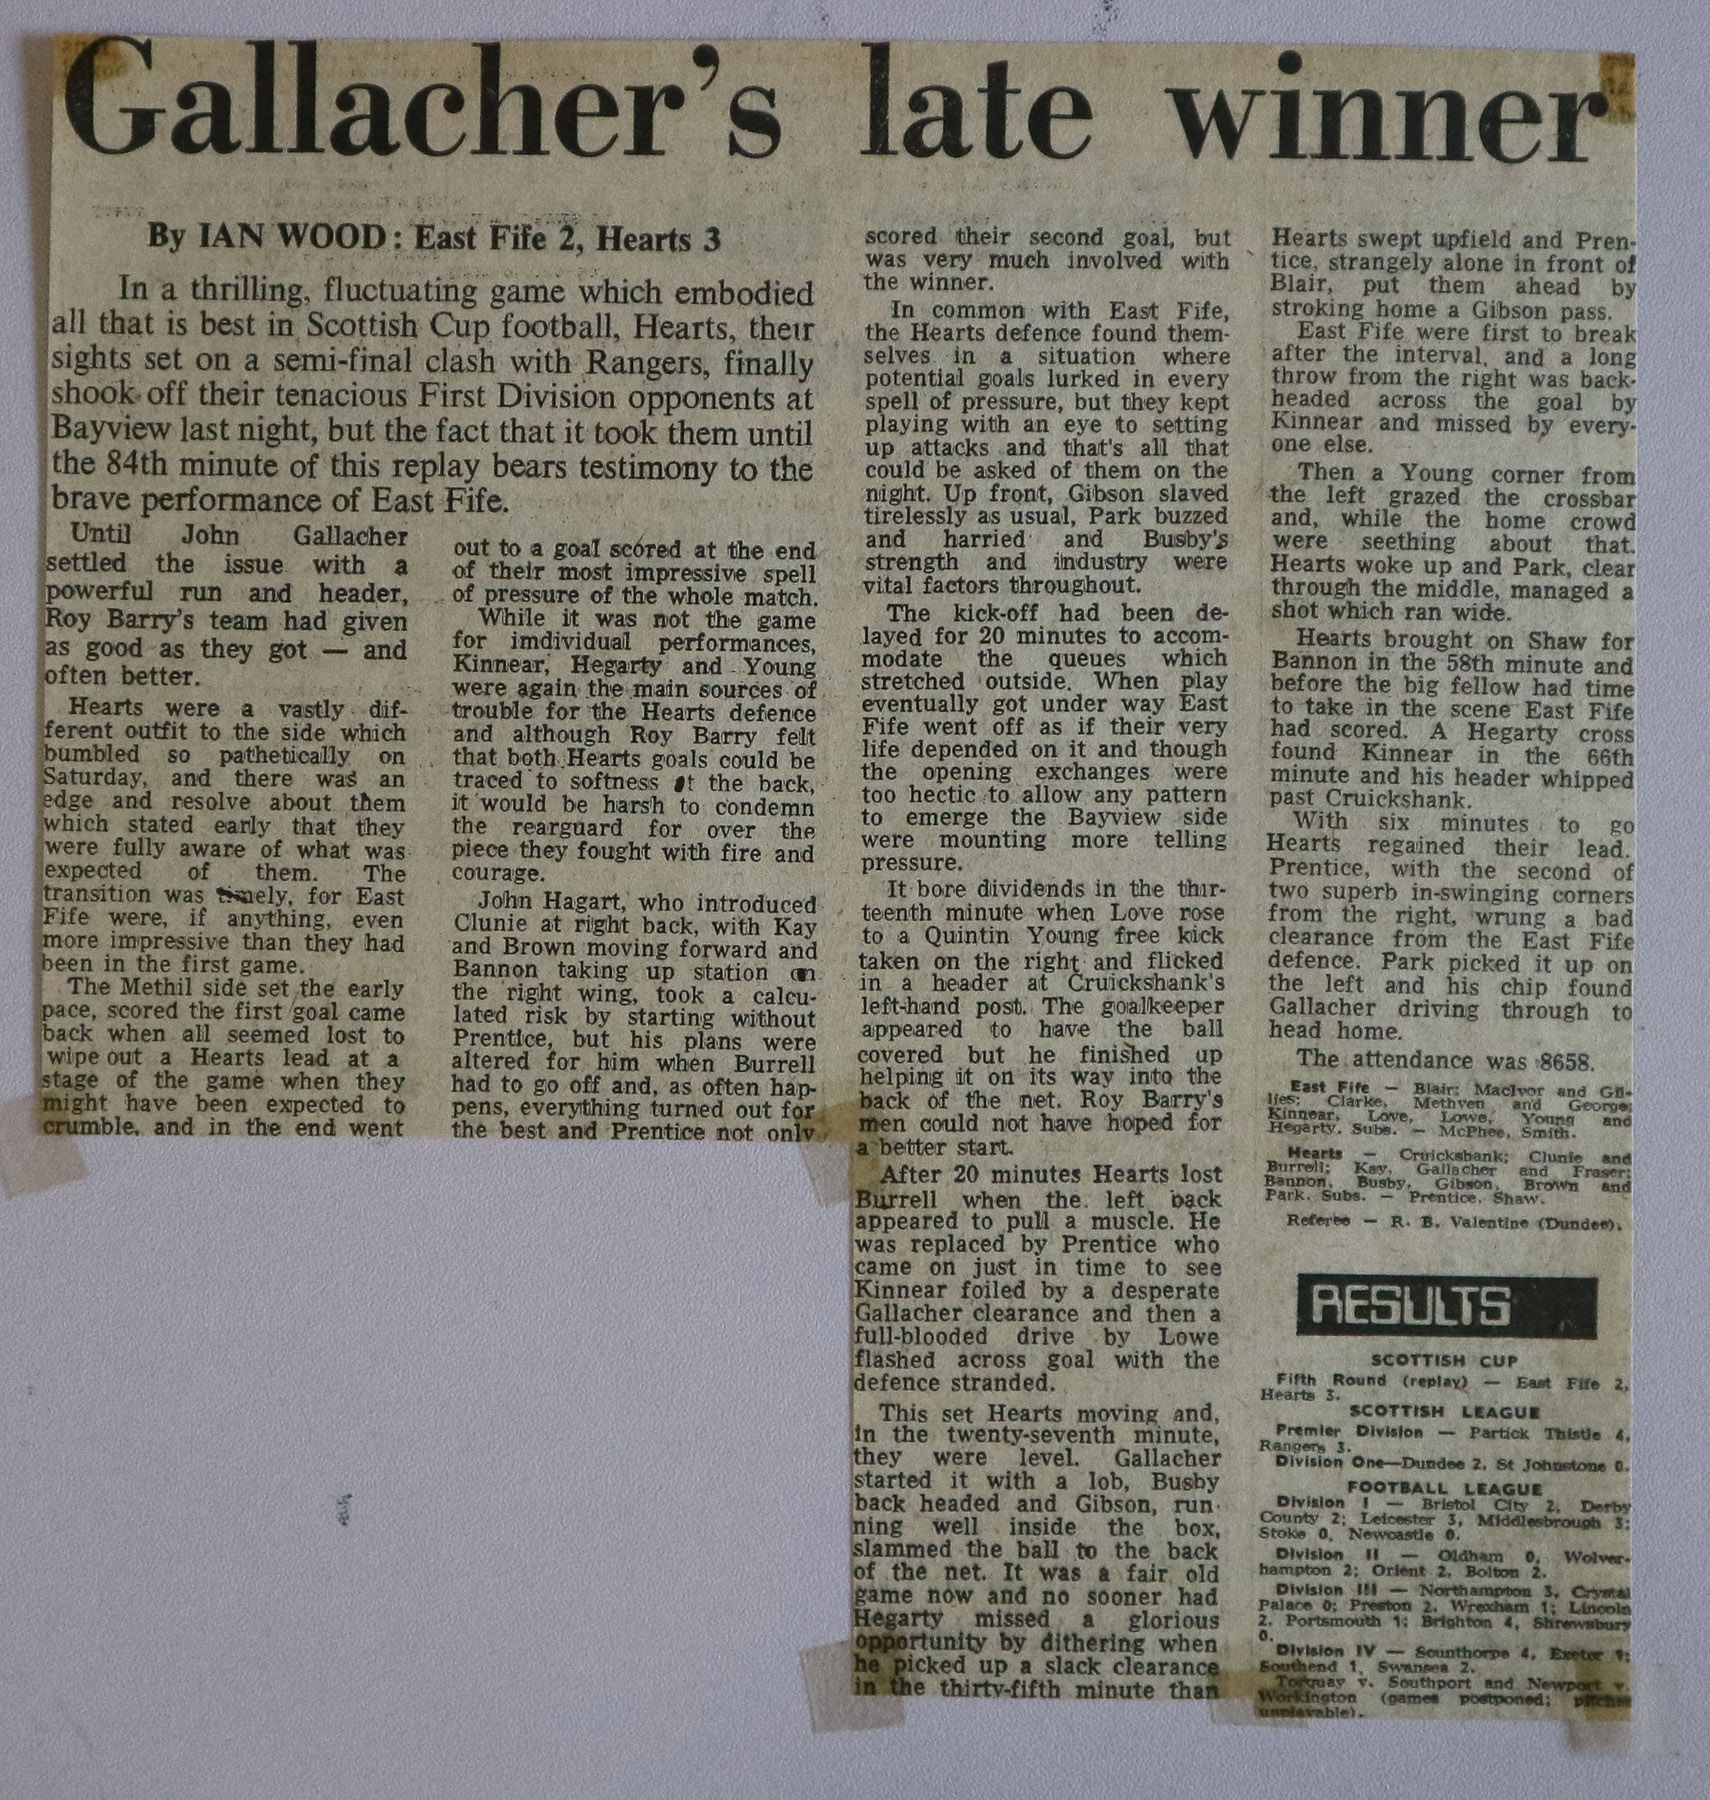 Gallacher's late winner
By IAN WOOD: East Fife 2, Hearts 3
In a thrilling, fluctuating game which embodied
all that is best in Scottish Cup football, Hearts, their
sights set on a semi-final clash with Rangers, finally
shook off their tenacious First Division opponents at
Bayview last night, but the fact that it took them until
the 84th minute of this replay bears testimony to the
brave performance of East Fife.
Until John Gallacher
settled the issue with a
powerful run and header,
Roy Barry's team had given
as good as they got — and
often better.
Hearts were a vastly dif-
ferent outfit to the side which
bumbled so pathetically on
Saturday, and there was an
edge and resolve about them
which stated early that they
were fully aware of what was
expected of them. The
transition was timely, for East
Fife were, if anything, even
more impressive than they had
been in the first game.
The Methil side set the early
pace, scored the first goal came
back when all seemed lost to
wipe out a Hearts lead at a
stage of the game when they
might have been expected to
crumble, and in the end went
out to a goal scored at the end
of their most impressive spell
of pressure of the whole match.
While it was not the game
for imdividual performances,
Kinnear, Hegarty and Young
were again the main sources of
trouble for the Hearts defence
and although Roy Barry felt
that both Hearts goals could be
traced to softness at the back,
it would be harsh to condemn
the rearguard for over the
piece they fought with fire and
courage.
John Hagart, who introduced
Clunie at right back, with Kay
and Brown moving forward and
Bannon taking up station on
the right wing, took a calcu-
lated risk by starting without
Prentice, but his plans were
altered for him when Burrell
had to go off and, as often hap-
pens, everything turned out for
the best and Prentice not only
scored their second goal, but
was very much involved with
the winner.
In common with East Fife,
the Hearts defence found them-
selves in a situation where
potential goals lurked in every
spell of pressure, but they kept
playing with an eye to setting
up attacks and that's all that
could be asked of them on the
night. Up front, Gibson slaved
tirelessly as usual, Park buzzed
and harried and Busby's
strength and industry were
vital factors throughout.
The kick-off had been de-
layed for 20 minutes to accom-
modate the queues which
stretched outside. When play
eventually got under way East
Fife went off as if their very
life depended on it and though
the opening exchanges were
too hectic to allow any pattern
to emerge the Bayview side
were mounting more telling
pressure.
It bore dividends in the thir-
teenth minute when Love rose
to a Quintin Young free kick
taken on the right and flicked
in a header at Cruickshank's
left-hand post. The goalkeeper
appeared to have the ball
covered but he finished up
helping it on its way into the
back of the net. Roy Barry's
men could not have hoped for
a better start.
After 20 minutes Hearts lost
Burrell when the left back
appeared to pull a muscle. He
was replaced by Prentice who
came on just in time to see
Kinnear foiled by a desperate
Gallacher clearance and then a
full-blooded drive by Lowe
flashed across goal with the
defence stranded.
This set Hearts moving and,
in the twenty-seventh minute,
they were level. Gallacher
started it with a lob, Busby
back headed and Gibson, run-
ning well inside the box,
slammed the ball to the back
of the net. It was a fair old
game now and no sooner had
Hegarty missed a glorious
opportunity by dithering when
he picked up a slack clearance
in the thirty-fifth minute than
Hearts swept upfield and Pren-
tice, strangely alone in front of
Blair, put them ahead by
stroking home a Gibson pass.
East Fife were first to break
after the interval, and a long
throw from the right was back-
headed across the goal by
Kinnear and missed by every-
one else.
Then a Young corner from
the left grazed the crossbar
and, while the home crowd
were seething about that.
Hearts woke up and Park, clear
through the middle, managed a
shot which ran wide.
Hearts brought on Shaw for
Bannon in the 58th minute and
before the big fellow had time
to take in the scene East Fife
had scored. A Hegarty cross
found Kinnear in the 66th
minute and his header whipped
past Cruickshank.
With six minutes to go
Hearts regained their lead.
Prentice, with the second of
two superb in-swinging corners
from the right, wrung a bad
clearance from the East Fife
defence. Park picked it up on
the left and his chip found
Gallacher driving through to
head home.
The attendance was 8658.
East Fife — Blair; MacIvor and Gil-
lies; Clarke, Methven and George;
Kinnear, Love, Lowe, Young and
Hegarty. Subs. — McPhee, Smith.
Hearts — Cruickshank; Clunie and
Burrell; Kay, Gallacher and Fraser;
Bannon, Busby, Gibson, Brown and
Park. Subs. — Prentice, Shaw.
Referee — R. B. Valentine (Dundee).
RESULTS
SCOTTISH CUP
Fifth Round (replay) — East Fife 2,
Hearts 3.
SCOTTISH LEAGUE
Premier Division — Partick Thistle 4,
Rangers 3.
Division One—Dundee 2, St Johnstone 0.
FOOTBALL LEAGUE
Division I — Bristol City 2, Derby
County 2; Leicester 3, Middlesbrough 3;
Stoke 0, Newcastle 0.
Division II — Oldham 0, Wolver-
hampton 2; Orient 2, Bolton 2.
Division III — Northampton 3, Crystal
Palace 0; Preston 2, Wrexham 1; Lincoln
2, Portsmouth 1; Brighton 4, Shrewsbury
0.
Division IV — Scunthorpe 4, Exeter 1;
Southend 1, Swansea 2.
Torquay v. Southport and Newport v.
Workington (games postponed; pitches
unplayable).